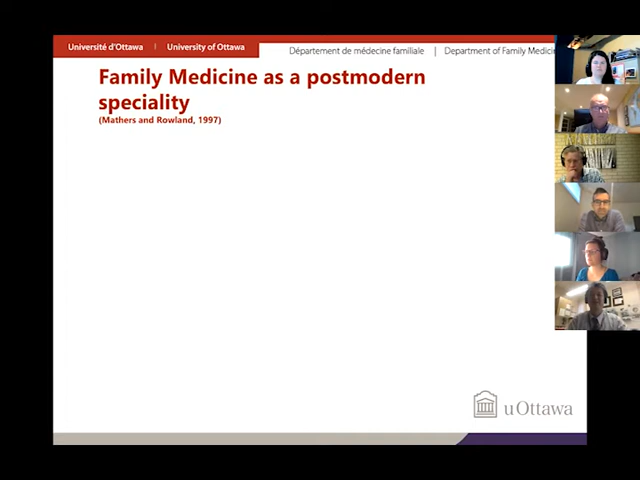 Université d'Ottawa | University of Ottawa
Département de médecine familiale | Department of Family Medicin
Family Medicine as a postmodern
speciality
(Mathers and Rowland, 1997)
uOttawa